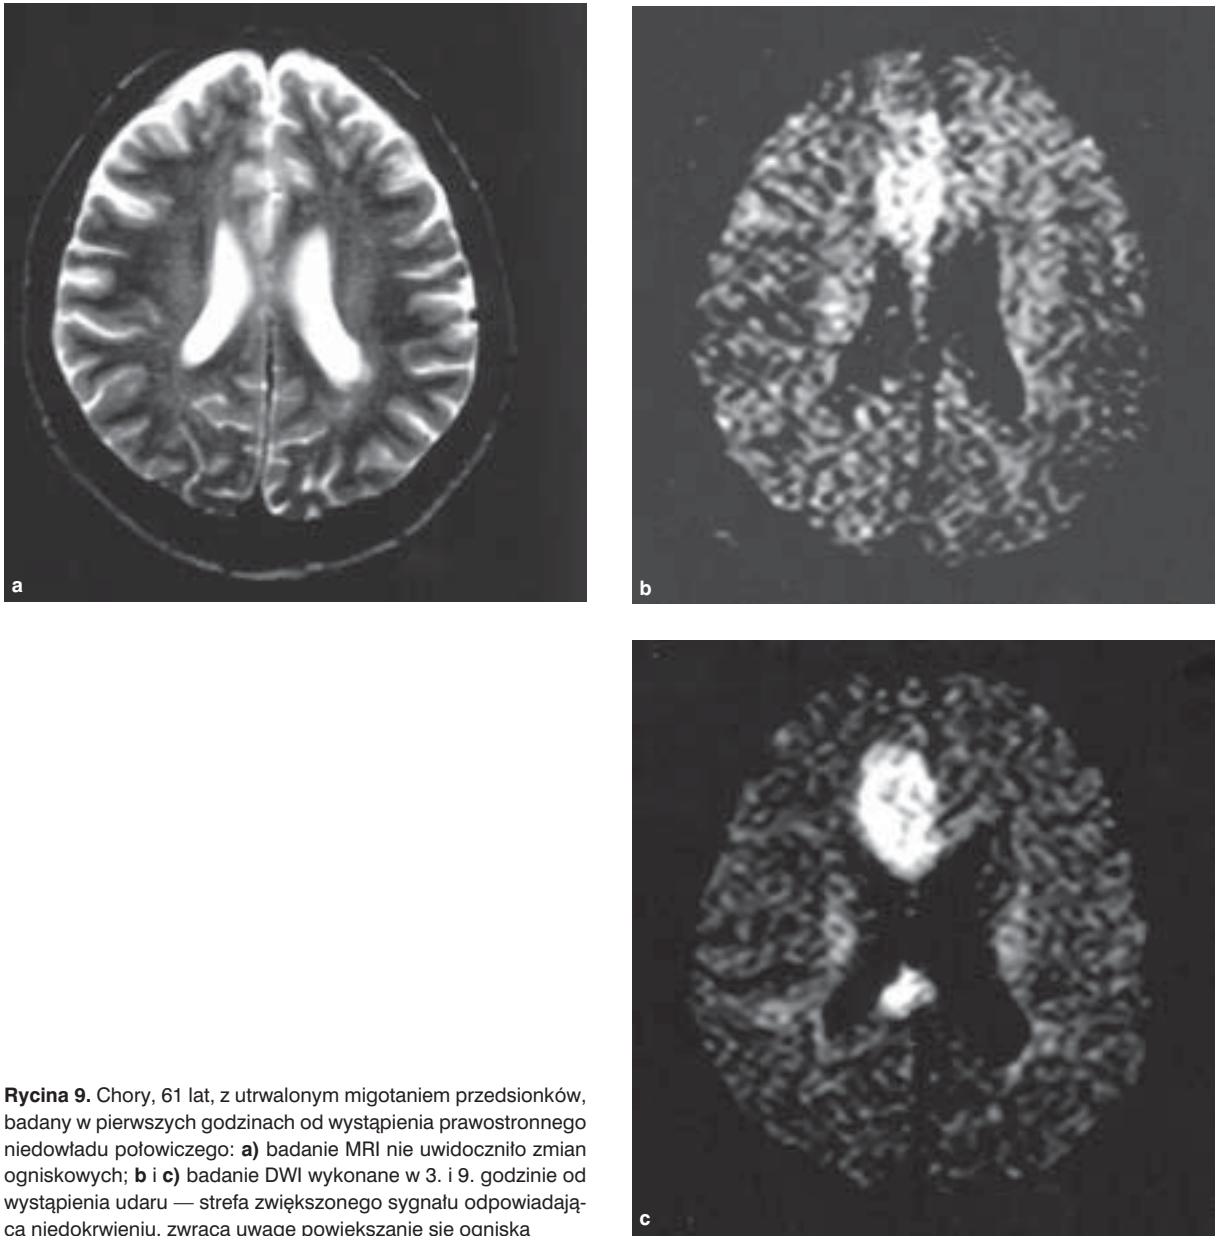 a
b
c
Rycina 9. Chory, 61 lat, z utrwalonym migotaniem przedsionków,
badany w pierwszych godzinach od wystąpienia prawostronnego
niedowładu połowiczego: a) badanie MRI nie uwidoczniło zmian
ogniskowych; b i c) badanie DWI wykonane w 3. i 9. godzinie od
wystąpienia udaru — strefa zwiększonego sygnału odpowiadają-
ca niedokrwieniu, zwraca uwagę powiększanie się ogniska